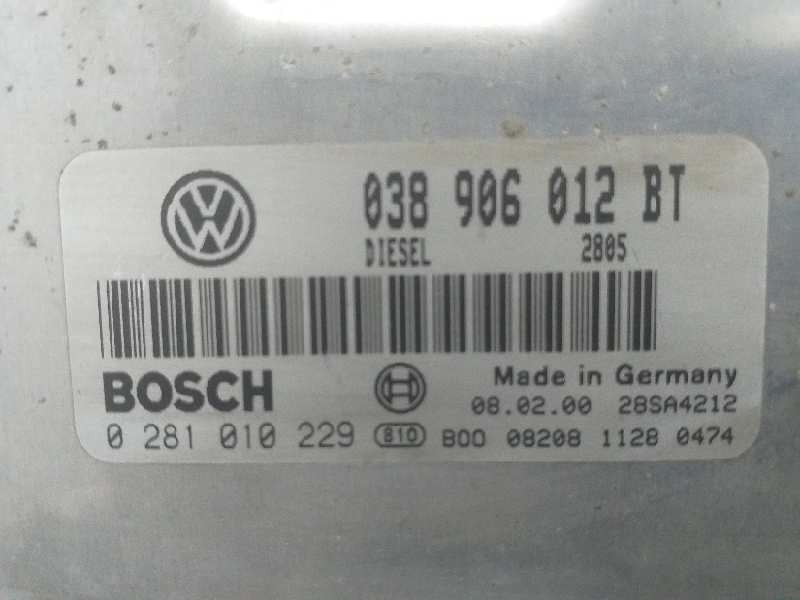 038 906 012 BT
DIESEL 2805
BOSCH Made in Germany
08.02.00 28SA4212
0 281 010 229 810 B00 08208 1128 0474